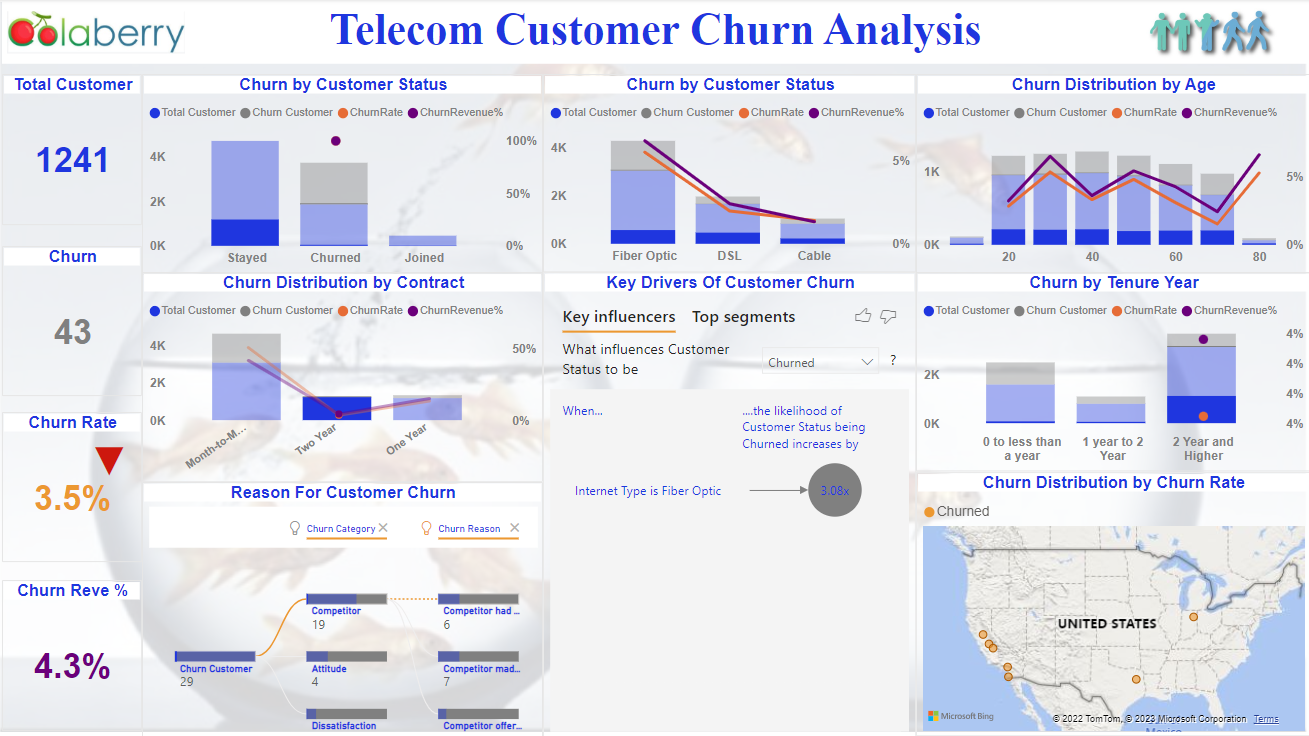 Colaberry
Telecom Customer Churn Analysis
Total Customer
1241
Churn
43
Churn Rate
3.5%
Churn Reve %
4.3%
Churn by Customer Status
Total Customer Churn Customer ChurnRate ChurnRevenue%
4K
2K
0K
100%
50%
0%
Stayed Churned Joined
Churn by Customer Status
Total Customer Churn Customer ChurnRate ChurnRevenue%
4K
2K
0K
5%
0%
Fiber Optic DSL Cable
Churn Distribution by Age
Total Customer Churn Customer ChurnRate ChurnRevenue%
1K
0K
5%
0%
20 40 60 80
Churn Distribution by Contract
Total Customer Churn Customer ChurnRate ChurnRevenue%
4K
2K
0K
50%
0%
Month-to-M...
Two Year
One Year
Key Drivers Of Customer Churn
Key influencers Top segments
What influences Customer
Status to be
Churned
?
When...
....the likelihood of
Customer Status being
Churned increases by
Internet Type is Fiber Optic
3.08x
Churn by Tenure Year
Total Customer Churn Customer ChurnRate ChurnRevenue%
2K
0K
4%
4%
4%
4%
0 to less than
a year
1 year to 2
Year
2 Year and
Higher
Reason For Customer Churn
Churn Category Churn Reason
Churn Customer
29
Competitor
19
Attitude
4
Dissatisfaction
Competitor had ...
6
Competitor mad...
7
Competitor offer...
Churn Distribution by Churn Rate
Churned
UNITED STATES
Microsoft Bing
© 2022 TomTom, © 2023 Microsoft Corporation Terms
Mexico